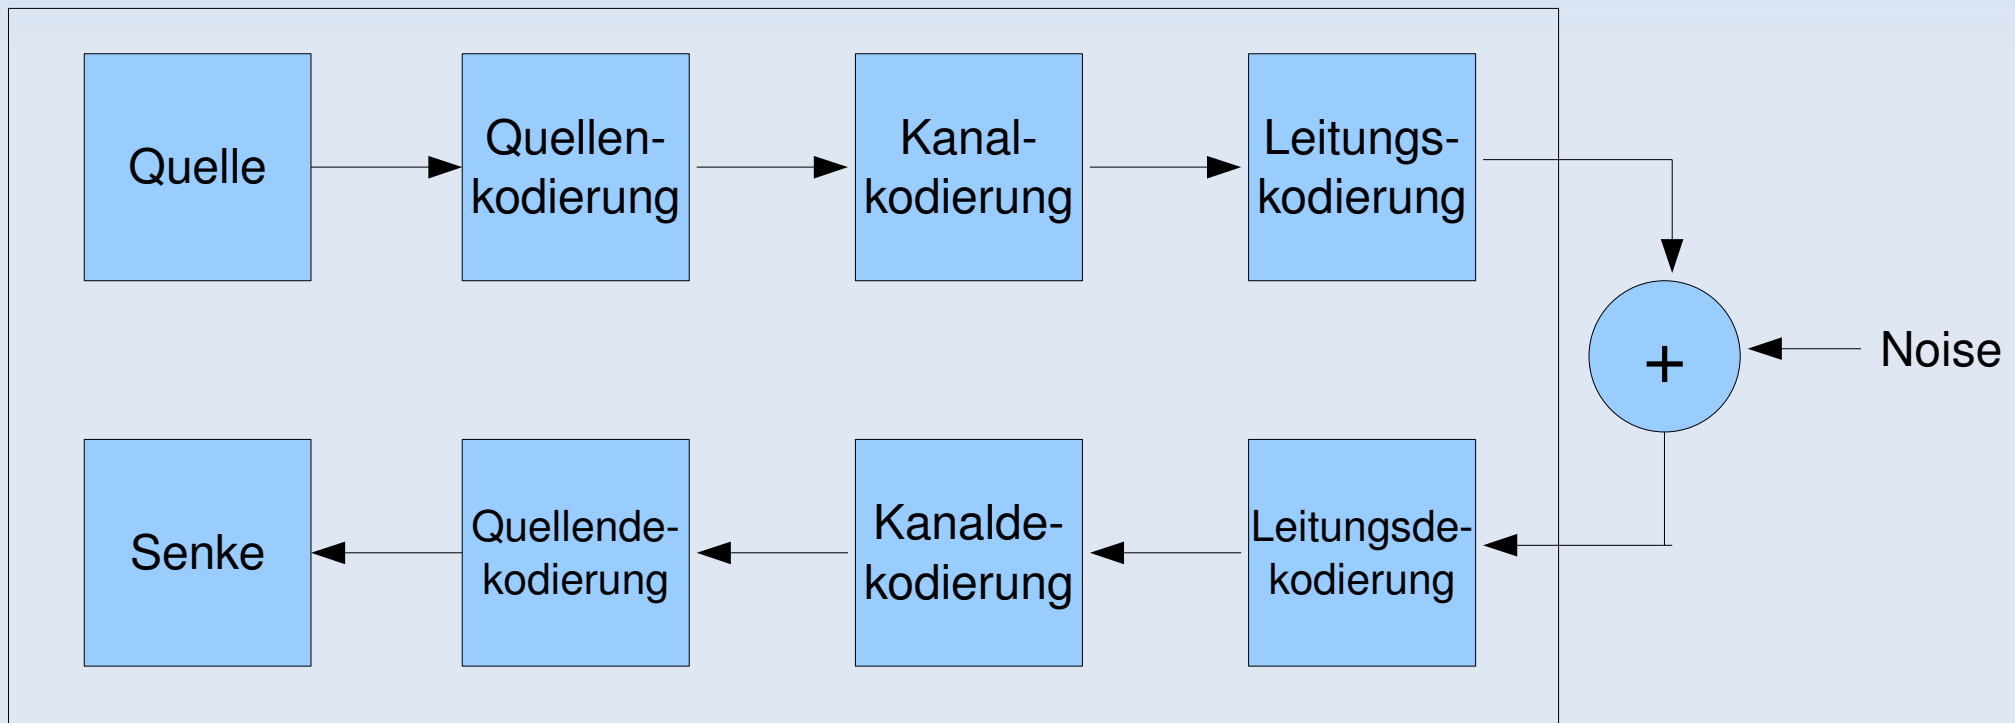 Quelle
Quellen-
kodierung
Kanal-
kodierung
Leitungs-
kodierung
+
Noise
Senke
Quellende-
kodierung
Kanalde-
kodierung
Leitungsde-
kodierung